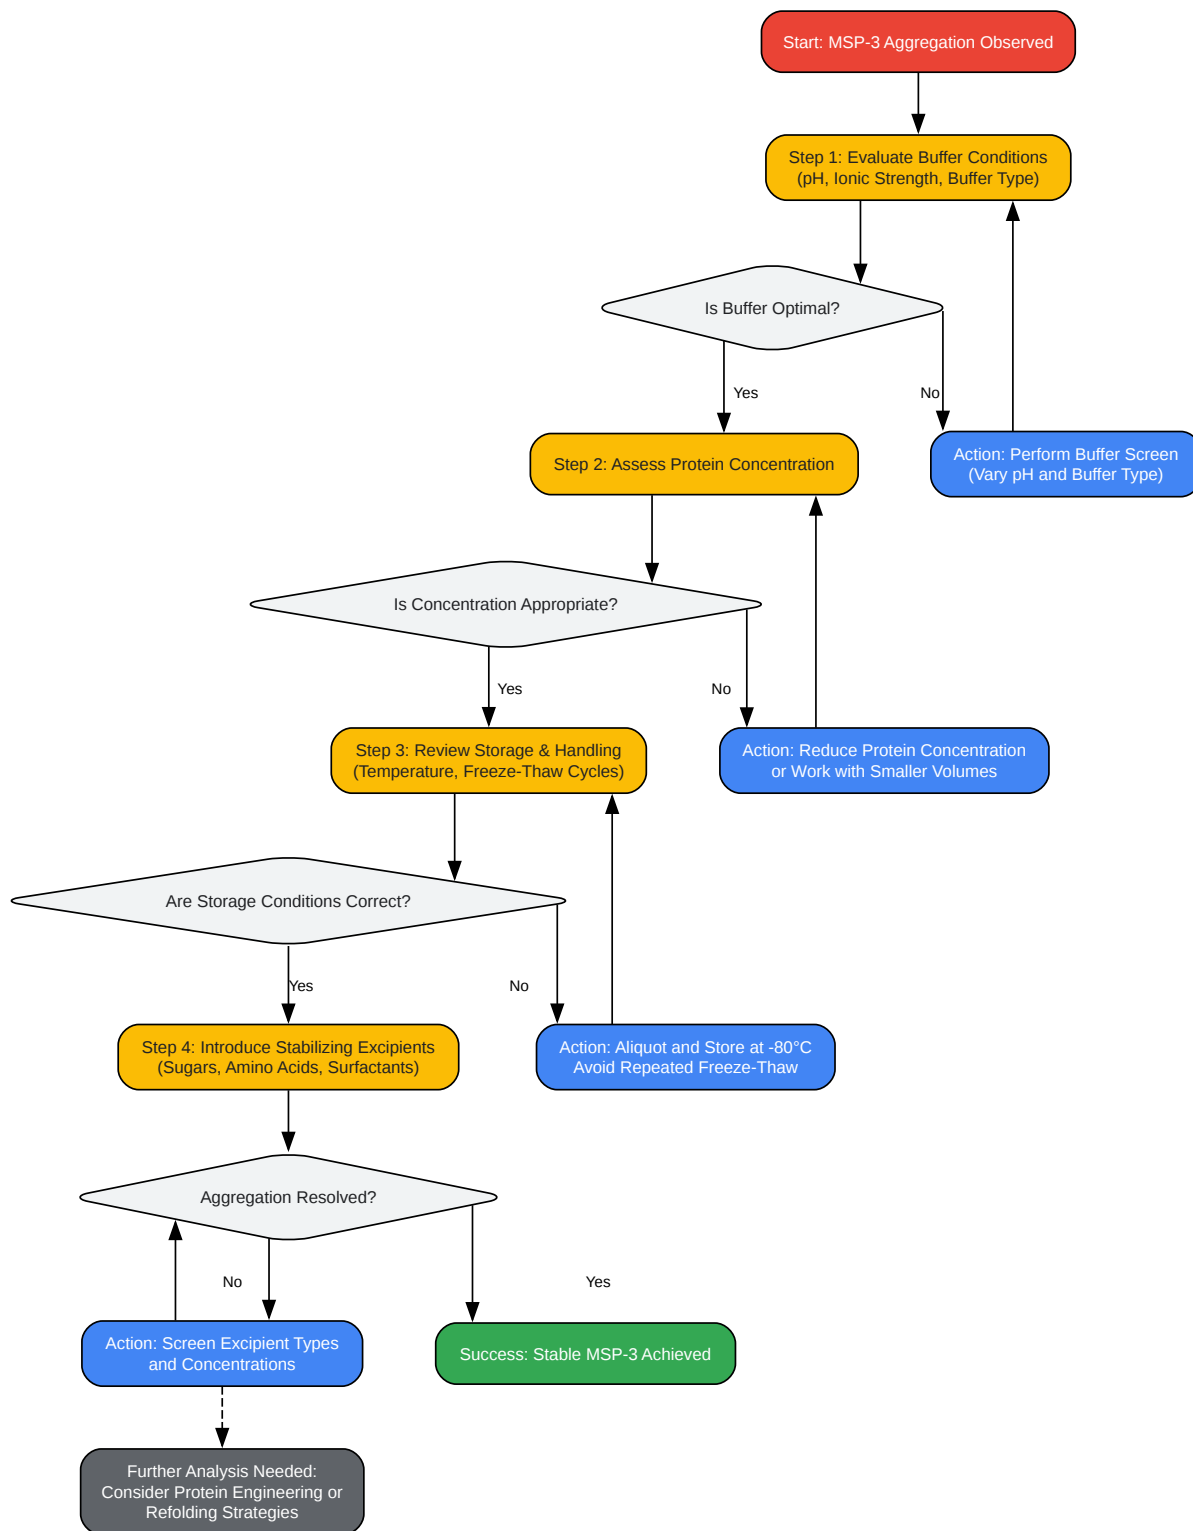 Start: MSP-3 Aggregation Observed
Step 1: Evaluate Buffer Conditions
(pH, Ionic Strength, Buffer Type)
Is Buffer Optimal?
Yes
No
Step 2: Assess Protein Concentration
Action: Perform Buffer Screen
(Vary pH and Buffer Type)
Is Concentration Appropriate?
Yes
No
Step 3: Review Storage & Handling
(Temperature, Freeze-Thaw Cycles)
Action: Reduce Protein Concentration
or Work with Smaller Volumes
Are Storage Conditions Correct?
Yes
No
Step 4: Introduce Stabilizing Excipients
(Sugars, Amino Acids, Surfactants)
Action: Aliquot and Store at -80°C
Avoid Repeated Freeze-Thaw
Aggregation Resolved?
No
Yes
Action: Screen Excipient Types
and Concentrations
Success: Stable MSP-3 Achieved
Further Analysis Needed:
Consider Protein Engineering or
Refolding Strategies